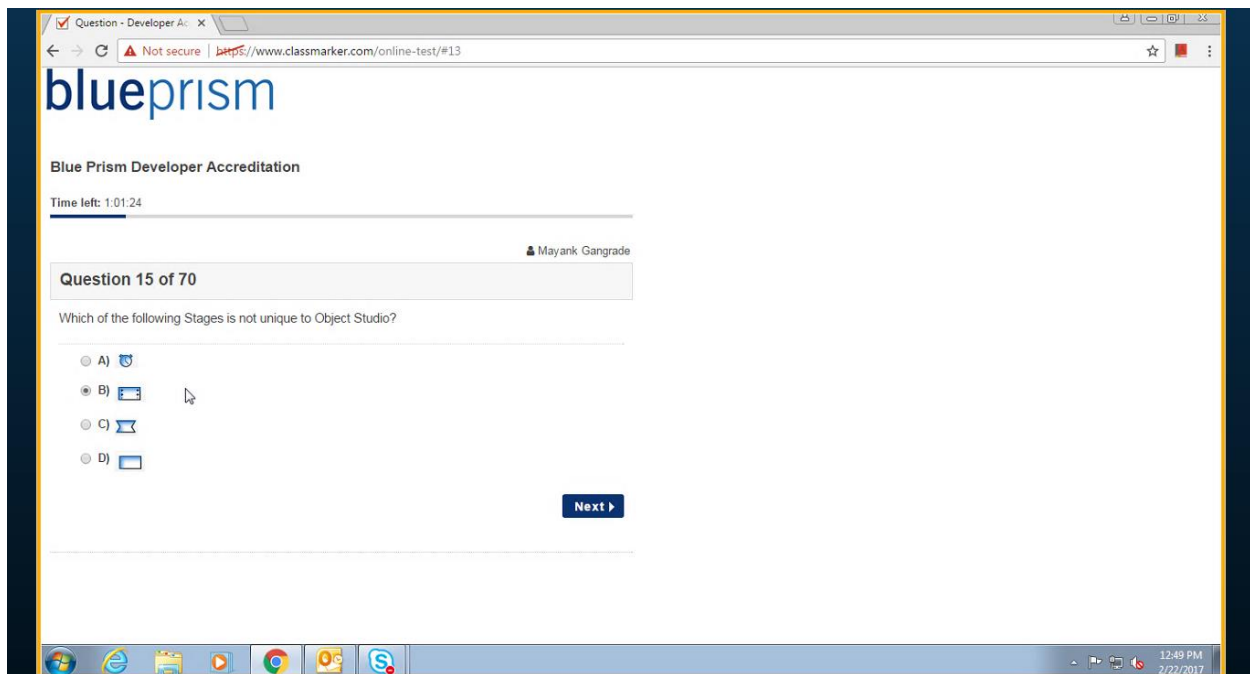 Question - Developer Ac
Not secure | https://www.classmarker.com/online-test/#13
blueprism
Blue Prism Developer Accreditation
Time left: 1:01:24
Mayank Gangrade
Question 15 of 70
Which of the following Stages is not unique to Object Studio?
A)
B)
C)
D)
Next
12:49 PM
2/22/2017